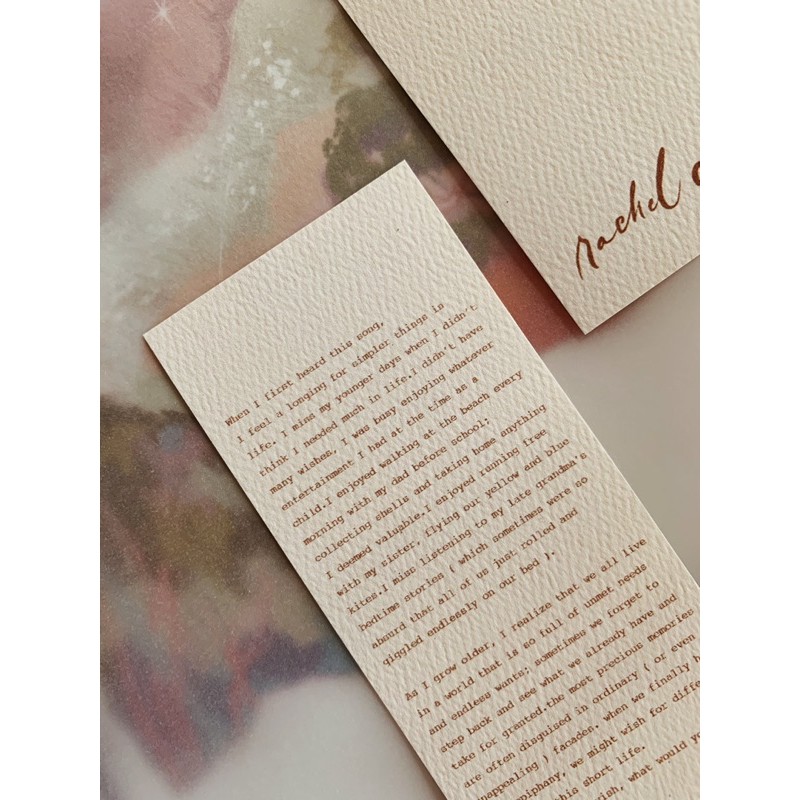 rachel
When I first heard this song,
I feel a longing for simpler things is
life. I miss my younger days when I didn't
think I needed much in life.I didn't have
many wishes, I was busy enjoying whatever
entertainment I had at the time as a
child.I enjoyed walking at the beach every
morning with my dad before school;
collecting shells and taking home anything
I deemed valuable.I enjoyed running free
with my sister, flying our yellow and blue
kites.I miss listening to my late grandma's
bedtime stories ( which sometimes were so
absurd that all of us just rolled and
giggled endlessly on our bed ).
As I grow older, I realize that we all live
in a world that is so full of unmet needs
and endless wants; sometimes we forget to
step back and see what we already have and
take for granted.the most precious memories
are often disguised in ordinary ( or even
unappealing ) facades. when we finally h
epiphany, we might wish for diffe
this short life.
wish, what would yo